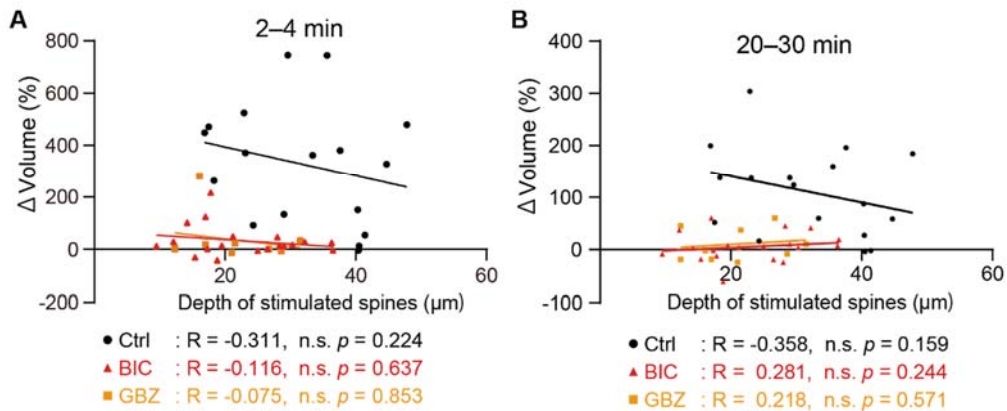 A
2–4 min
800
600
400
200
0
-200
Δ Volume (%)
20
40
60
Depth of stimulated spines (μm)
Ctrl : R = -0.311, n.s. p = 0.224
BIC : R = -0.116, n.s. p = 0.637
GBZ : R = -0.075, n.s. p = 0.853
B
20–30 min
400
300
200
100
0
-100
Δ Volume (%)
20
40
60
Depth of stimulated spines (μm)
Ctrl : R = -0.358, n.s. p = 0.159
BIC : R = 0.281, n.s. p = 0.244
GBZ : R = 0.218, n.s. p = 0.571